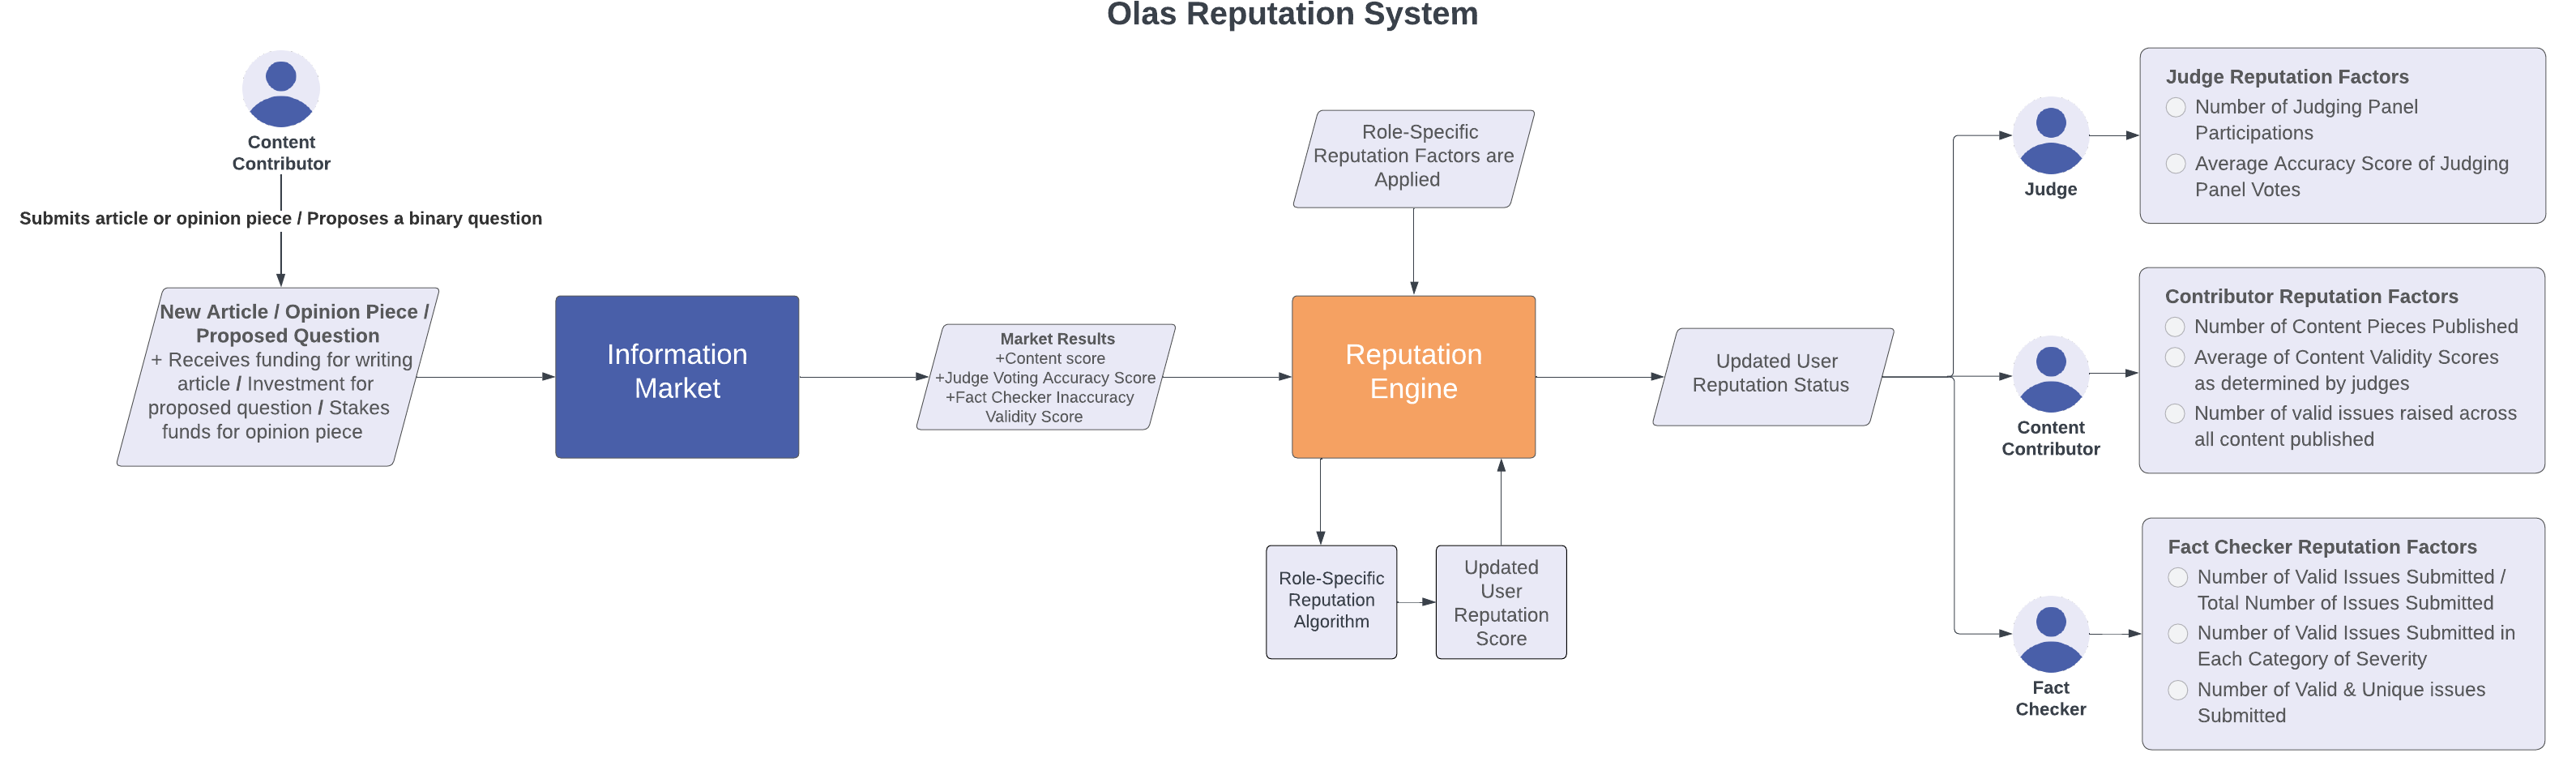 Olas Reputation System
Content
Contributor
Submits article or opinion piece / Proposes a binary question
New Article / Opinion Piece /
Proposed Question
+ Receives funding for writing
article / Investment for
proposed question / Stakes
funds for opinion piece
Information
Market
Market Results
+Content score
+Judge Voting Accuracy Score
+Fact Checker Inaccuracy
Validity Score
Role-Specific
Reputation Factors are
Applied
Reputation
Engine
Role-Specific
Reputation
Algorithm
Updated
User
Reputation
Score
Updated User
Reputation Status
Judge
Judge Reputation Factors
Number of Judging Panel
Participations
Average Accuracy Score of Judging
Panel Votes
Content
Contributor
Contributor Reputation Factors
Number of Content Pieces Published
Average of Content Validity Scores
as determined by judges
Number of valid issues raised across
all content published
Fact
Checker
Fact Checker Reputation Factors
Number of Valid Issues Submitted /
Total Number of Issues Submitted
Number of Valid Issues Submitted in
Each Category of Severity
Number of Valid & Unique issues
Submitted